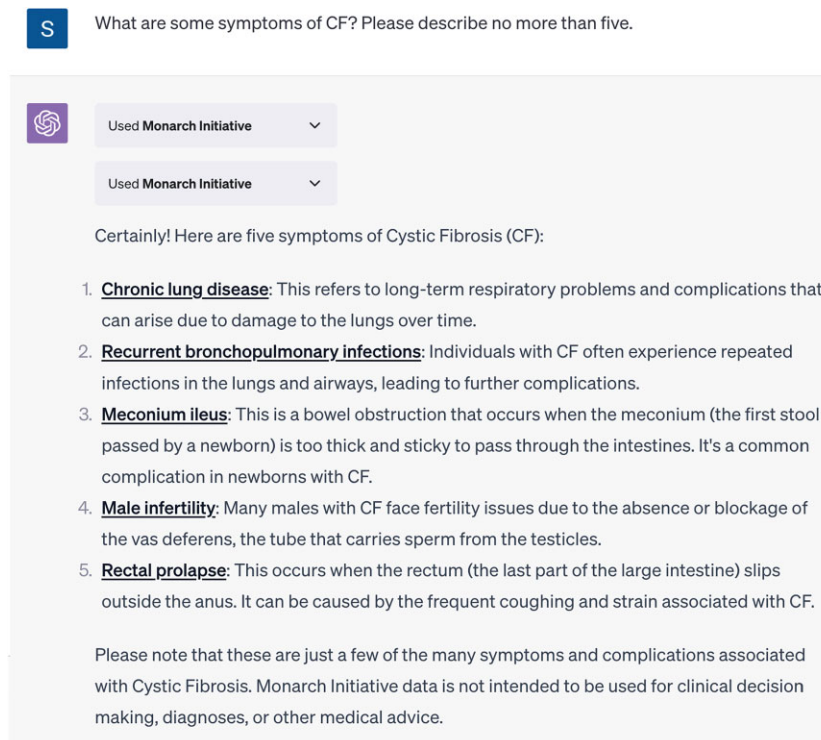 S
What are some symptoms of CF? Please describe no more than five.
Used Monarch Initiative
Used Monarch Initiative
Certainly! Here are five symptoms of Cystic Fibrosis (CF):
1. Chronic lung disease: This refers to long-term respiratory problems and complications that
can arise due to damage to the lungs over time.
2. Recurrent bronchopulmonary infections: Individuals with CF often experience repeated
infections in the lungs and airways, leading to further complications.
3. Meconium ileus: This is a bowel obstruction that occurs when the meconium (the first stool
passed by a newborn) is too thick and sticky to pass through the intestines. It's a common
complication in newborns with CF.
4. Male infertility: Many males with CF face fertility issues due to the absence or blockage of
the vas deferens, the tube that carries sperm from the testicles.
5. Rectal prolapse: This occurs when the rectum (the last part of the large intestine) slips
outside the anus. It can be caused by the frequent coughing and strain associated with CF.
Please note that these are just a few of the many symptoms and complications associated
with Cystic Fibrosis. Monarch Initiative data is not intended to be used for clinical decision
making, diagnoses, or other medical advice.